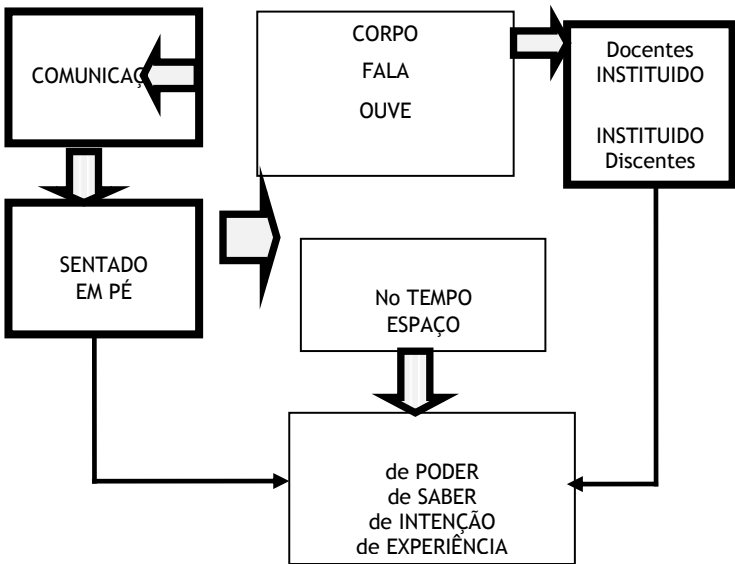 CORPO
FALA
OUVE
COMUNICAÇ
Docentes
INSTITUIDO
INSTITUIDO
Discentes
SENTADO
EM PÉ
No TEMPO
ESPAÇO
de PODER
de SABER
de INTENÇÃO
de EXPERIÊNCIA